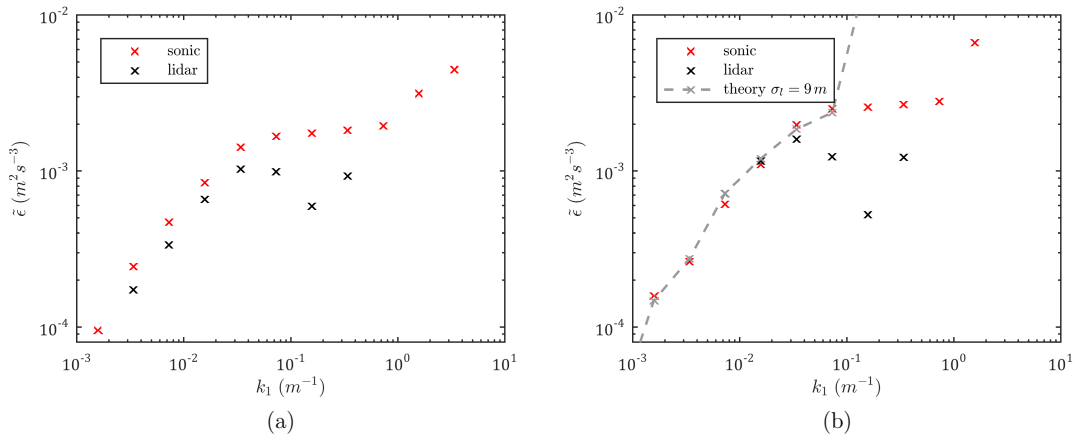 10^-2
sonic
lidar
10^-3
10^-4
ε̃ (m^2 s^-3)
10^-3 10^-2 10^-1 10^0 10^1
k_1 (m^-1)
(a)
10^-2
sonic
lidar
theory σ_l = 9 m
10^-3
10^-4
ε̃ (m^2 s^-3)
10^-3 10^-2 10^-1 10^0 10^1
k_1 (m^-1)
(b)